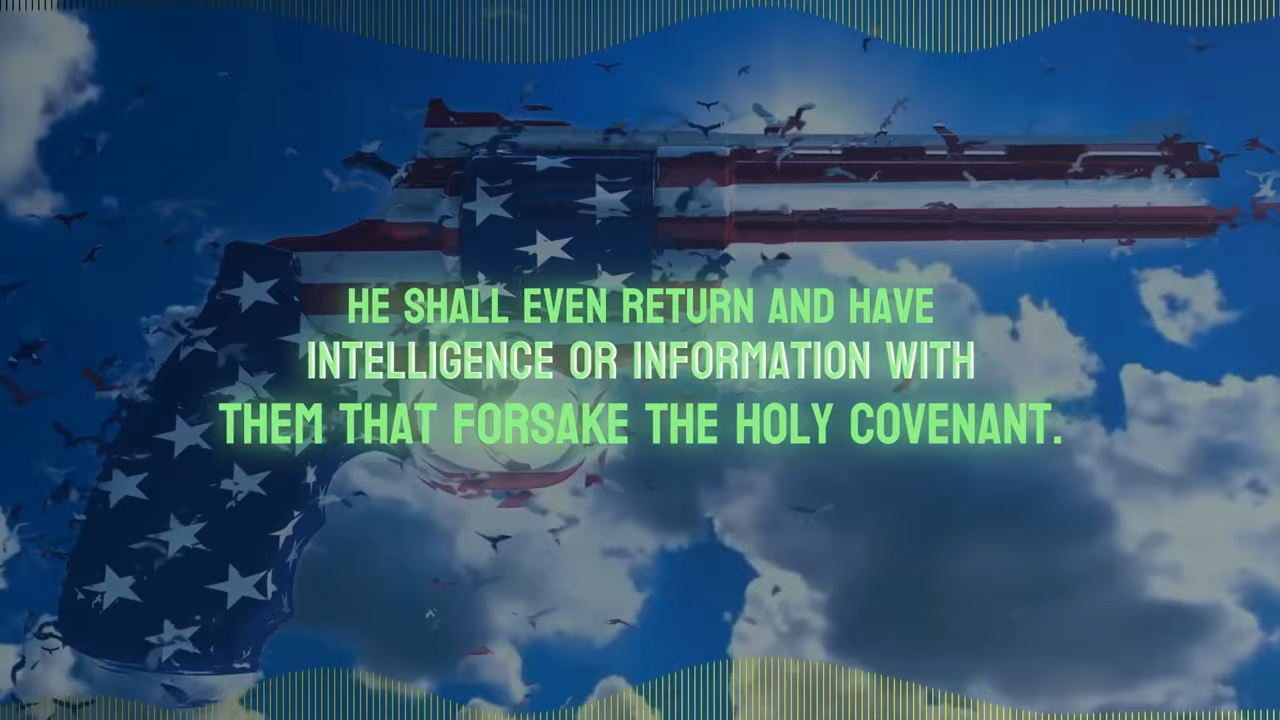 HE SHALL EVEN RETURN AND HAVE
INTELLIGENCE OR INFORMATION WITH
THEM THAT FORSAKE THE HOLY COVENANT.